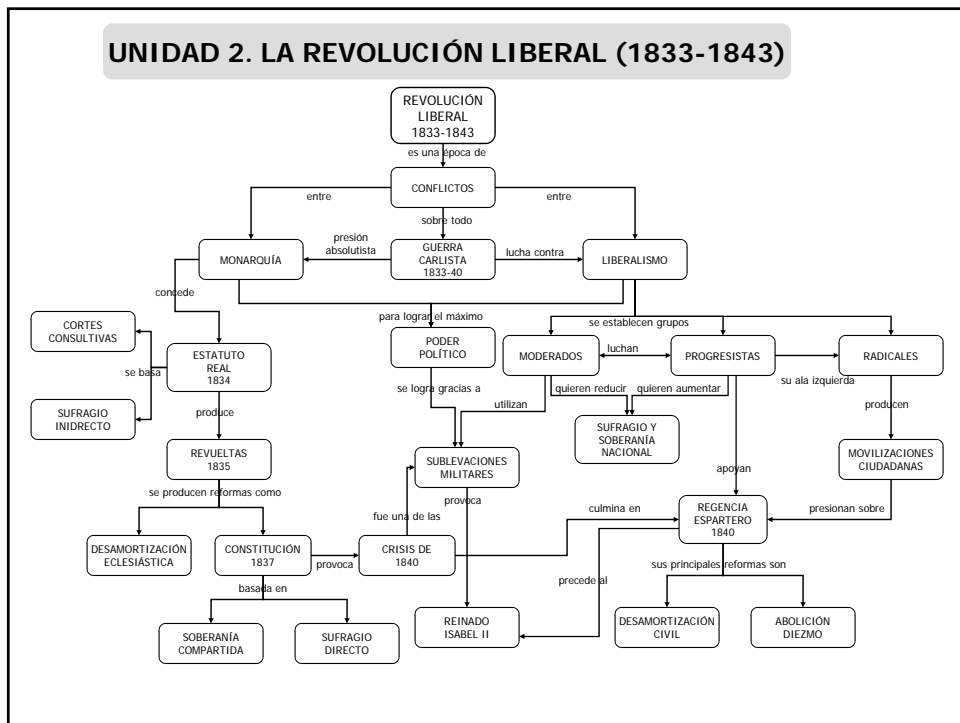 UNIDAD 2. LA REVOLUCIÓN LIBERAL (1833-1843)
REVOLUCIÓN
LIBERAL
1833-1843
es una época de
CONFLICTOS
entre
entre
sobre todo
MONARQUÍA
presión
absolutista
GUERRA
CARLISTA
1833-40
lucha contra
LIBERALISMO
concede
para lograr el máximo
se establecen grupos
CORTES
CONSULTIVAS
se basa
ESTATUTO
REAL
1834
SUFRAGIO
INIDRECTO
PODER
POLÍTICO
MODERADOS
luchan
PROGRESISTAS
su ala izquierda
RADICALES
se logra gracias a
utilizan
quieren reducir
quieren aumentar
producen
produce
SUFRAGIO Y
SOBERANÍA
NACIONAL
REVUELTAS
1835
SUBLEVACIONES
MILITARES
apoyan
MOVILIZACIONES
CIUDADANAS
se producen reformas como
provoca
fue una de las
culmina en
REGENCIA
ESPARTERO
1840
presionan sobre
DESAMORTIZACIÓN
ECLESIÁSTICA
CONSTITUCIÓN
1837
provoca
CRISIS DE
1840
sus principales reformas son
basada en
precede al
SOBERANÍA
COMPARTIDA
SUFRAGIO
DIRECTO
REINADO
ISABEL II
DESAMORTIZACIÓN
CIVIL
ABOLICIÓN
DIEZMO